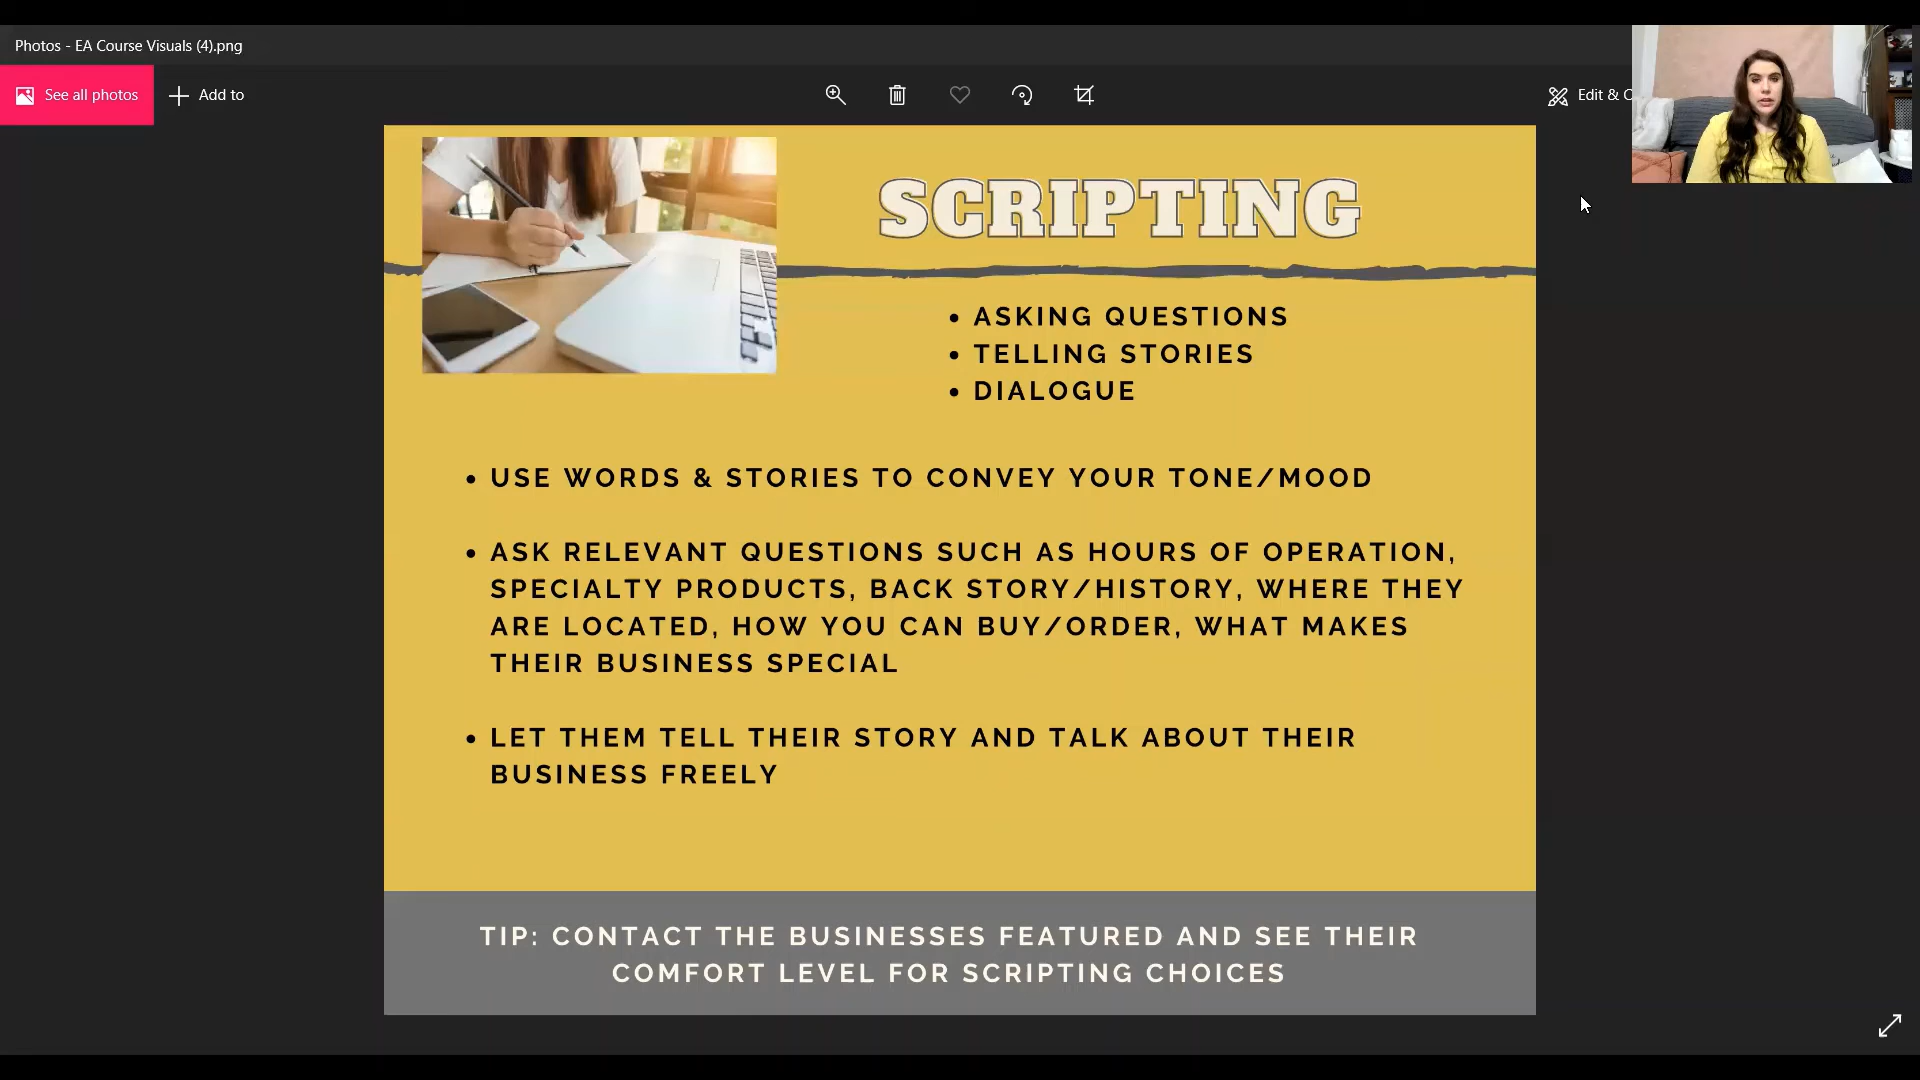 Photos - EA Course Visuals (4).png
See all photos
Add to
Edit & C
SCRIPTING
• ASKING QUESTIONS
• TELLING STORIES
• DIALOGUE
• USE WORDS & STORIES TO CONVEY YOUR TONE/MOOD
• ASK RELEVANT QUESTIONS SUCH AS HOURS OF OPERATION,
SPECIALTY PRODUCTS, BACK STORY/HISTORY, WHERE THEY
ARE LOCATED, HOW YOU CAN BUY/ORDER, WHAT MAKES
THEIR BUSINESS SPECIAL
• LET THEM TELL THEIR STORY AND TALK ABOUT THEIR
BUSINESS FREELY
TIP: CONTACT THE BUSINESSES FEATURED AND SEE THEIR
COMFORT LEVEL FOR SCRIPTING CHOICES